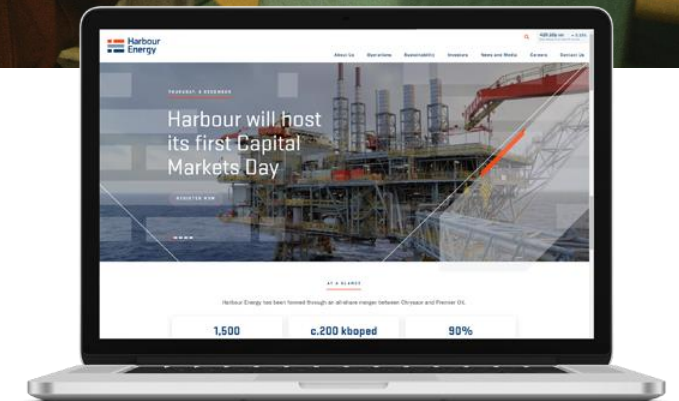 Harbour
Energy
About Us Operations Sustainability Investors News and Media Careers Contact Us
THURSDAY, 9 DECEMBER
Harbour will host
its first Capital
Markets Day
REGISTER NOW
AT A GLANCE
Harbour Energy has been formed through an all-share merger between Chrysaor and Premier Oil.
1,500 c.200 kboped 90%